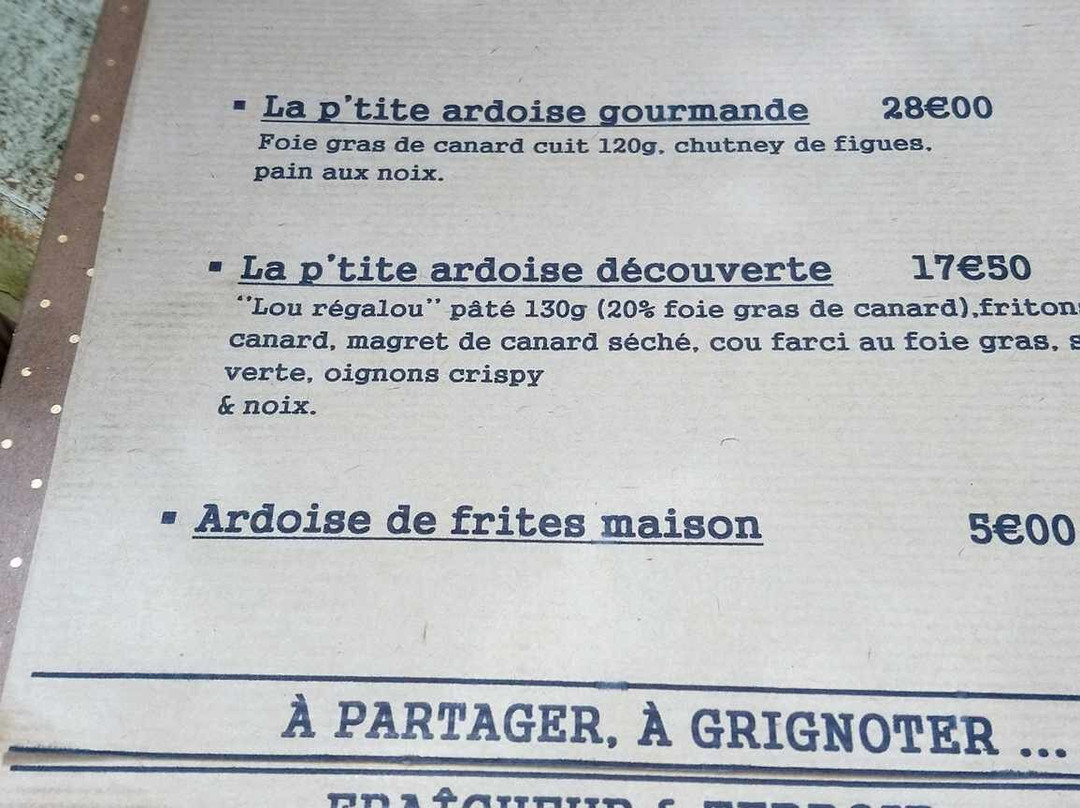 ▪ La p'tite ardoise gourmande 28€00
Foie gras de canard cuit 120g, chutney de figues,
pain aux noix.
▪ La p'tite ardoise découverte 17€50
"Lou régalou" pâté 130g (20% foie gras de canard),friton
canard, magret de canard séché, cou farci au foie gras,
verte, oignons crispy
& noix.
▪ Ardoise de frites maison 5€00
À PARTAGER, À GRIGNOTER ...